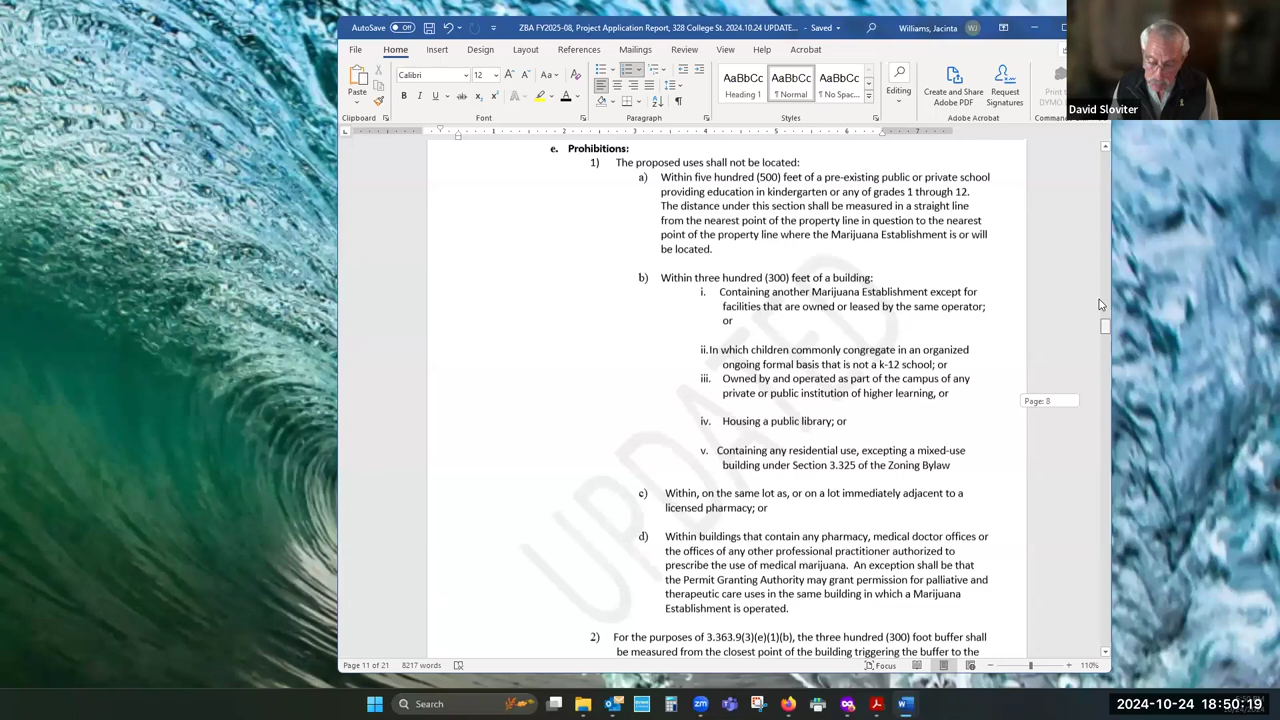 AutoSave Off
ZBA FY2025-08, Project Application Report, 328 College St. 2024.10.24 UPDATE... - Saved
Williams, Jacinta WJ
File Home Insert Design Layout References Mailings Review View Help Acrobat
Paste
Calibri 12
AaBbCc AaBbCc AaBbCc
Heading 1 ¶ Normal ¶ No Spac...
Editing
Create and Share Adobe PDF
Request Signatures
Print to DYMO
Clipboard Font Paragraph Styles Adobe Acrobat
David Sloviter
1 2 3 4 5 6 7
e. Prohibitions:
1) The proposed uses shall not be located:
a) Within five hundred (500) feet of a pre-existing public or private school
providing education in kindergarten or any of grades 1 through 12.
The distance under this section shall be measured in a straight line
from the nearest point of the property line in question to the nearest
point of the property line where the Marijuana Establishment is or will
be located.
b) Within three hundred (300) feet of a building:
i. Containing another Marijuana Establishment except for
facilities that are owned or leased by the same operator;
or
ii. In which children commonly congregate in an organized
ongoing formal basis that is not a k-12 school; or
iii. Owned by and operated as part of the campus of any
private or public institution of higher learning, or
iv. Housing a public library; or
v. Containing any residential use, excepting a mixed-use
building under Section 3.325 of the Zoning Bylaw
c) Within, on the same lot as, or on a lot immediately adjacent to a
licensed pharmacy; or
d) Within buildings that contain any pharmacy, medical doctor offices or
the offices of any other professional practitioner authorized to
prescribe the use of medical marijuana. An exception shall be that
the Permit Granting Authority may grant permission for palliative and
therapeutic care uses in the same building in which a Marijuana
Establishment is operated.
2) For the purposes of 3.363.9(3)(e)(1)(b), the three hundred (300) foot buffer shall
be measured from the closest point of the building triggering the buffer to the
UPDATED
Page: 8
Page 11 of 21 8217 words
Focus
110%
Search
2024-10-24 18:50:19